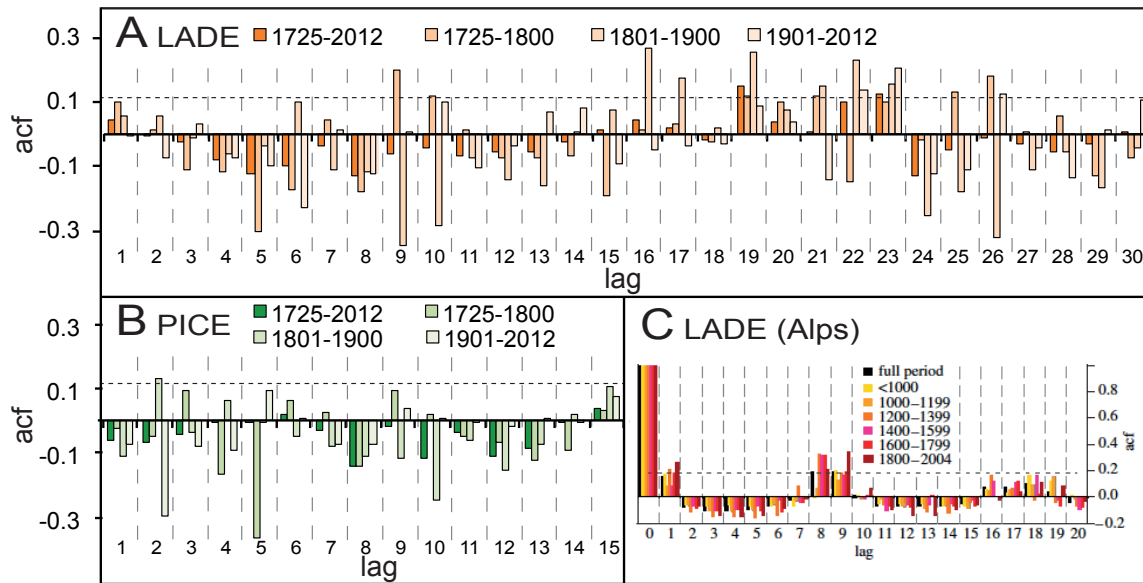 A LADE 1725-2012 1725-1800 1801-1900 1901-2012
0.3
0.1
-0.1
-0.3
acf
1 2 3 4 5 6 7 8 9 10 11 12 13 14 15 16 17 18 19 20 21 22 23 24 25 26 27 28 29 30
lag
B PICE 1725-2012 1725-1800
1801-1900 1901-2012
0.3
0.1
-0.1
-0.3
acf
1 2 3 4 5 6 7 8 9 10 11 12 13 14 15
lag
C LADE (Alps)
full period
<1000
1000–1199
1200–1399
1400–1599
1600–1799
1800–2004
0.8
0.6
0.4
0.2
0.0
-0.2
acf
0 1 2 3 4 5 6 7 8 9 10 11 12 13 14 15 16 17 18 19 20
lag